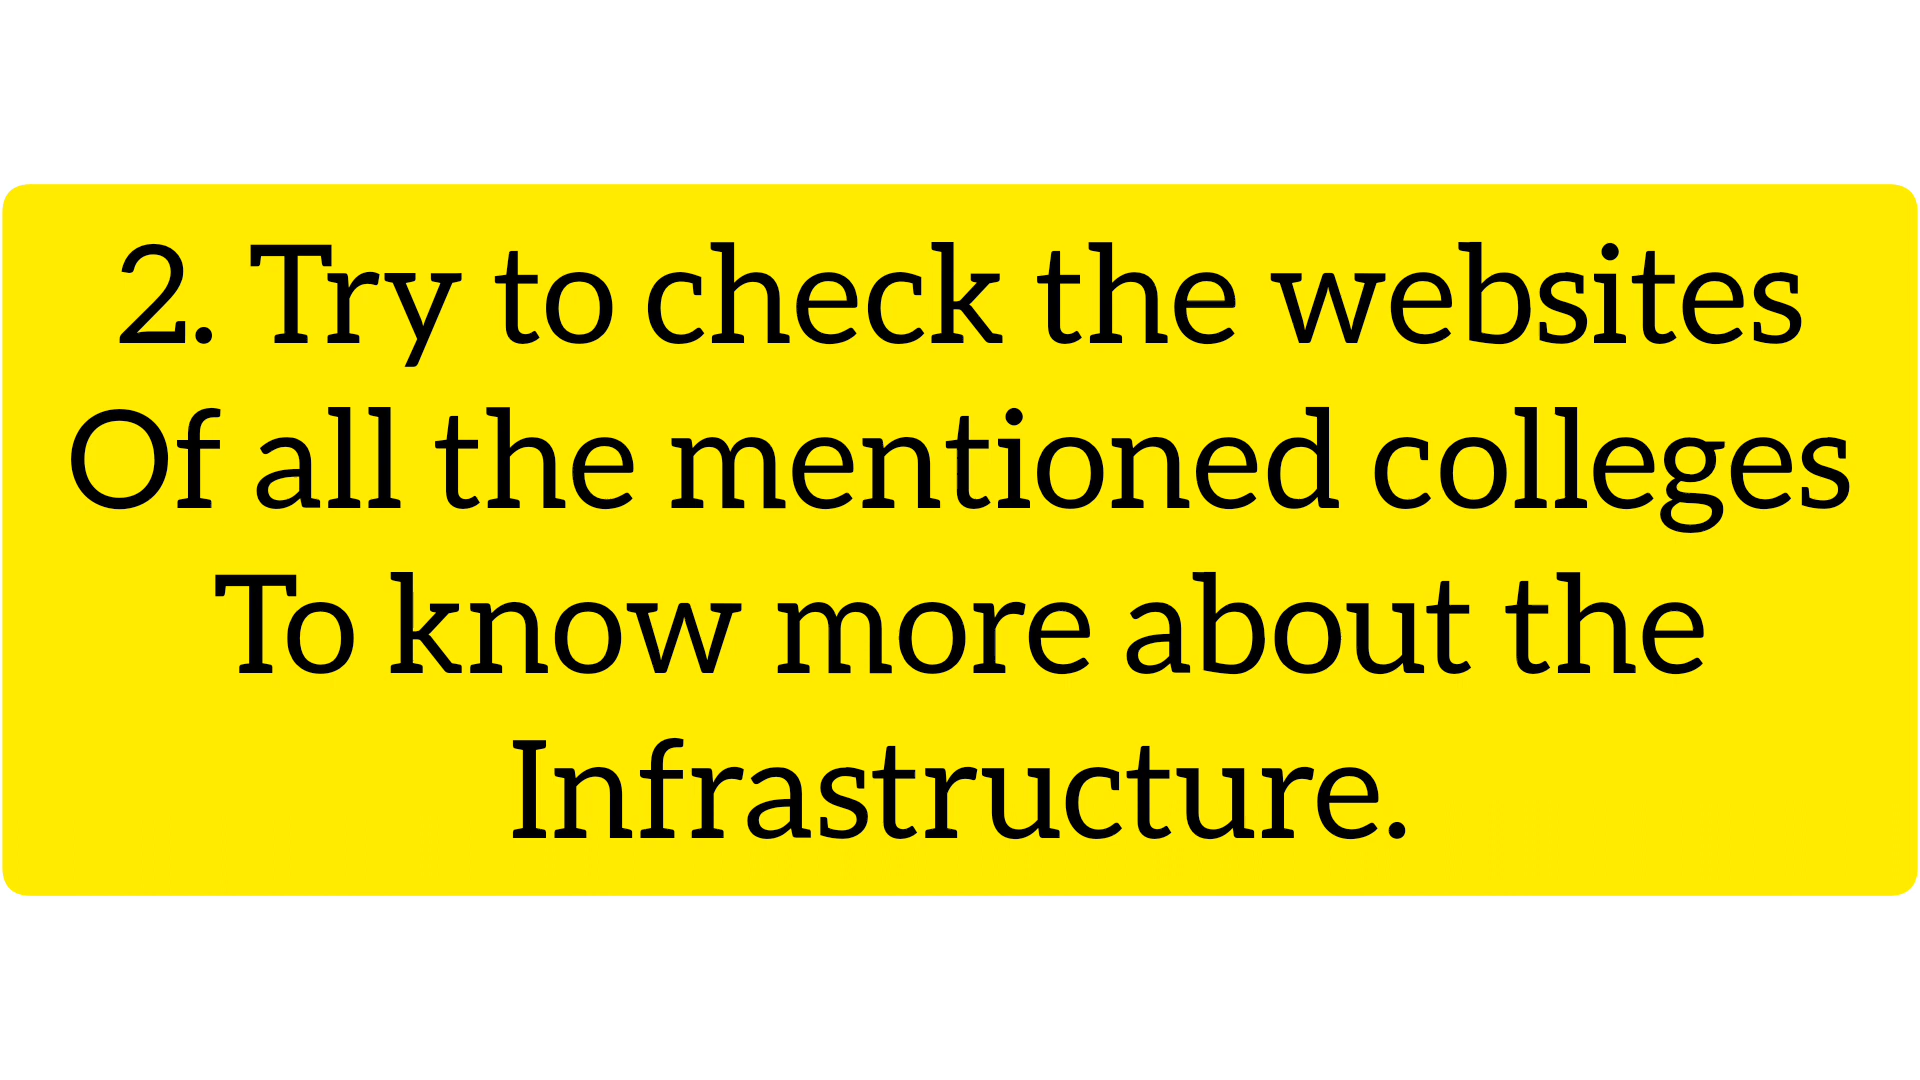 2. Try to check the websites
Of all the mentioned colleges
To know more about the
Infrastructure.